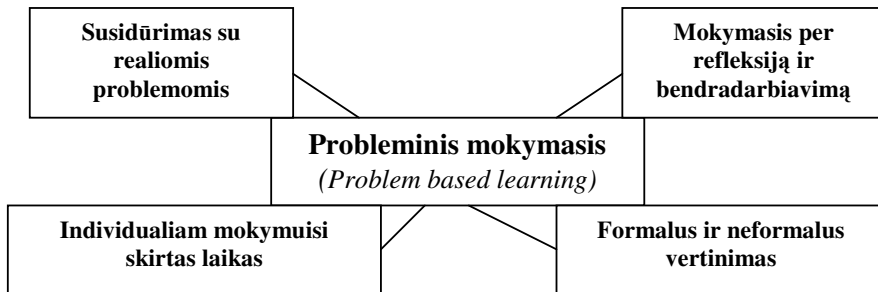 Susidūrimas su
realiomis
problemomis
Mokymasis per
refleksiją ir
bendradarbiavimą
Probleminis mokymasis
(Problem based learning)
Individualiam mokymuisi
skirtas laikas
Formalus ir neformalus
vertinimas